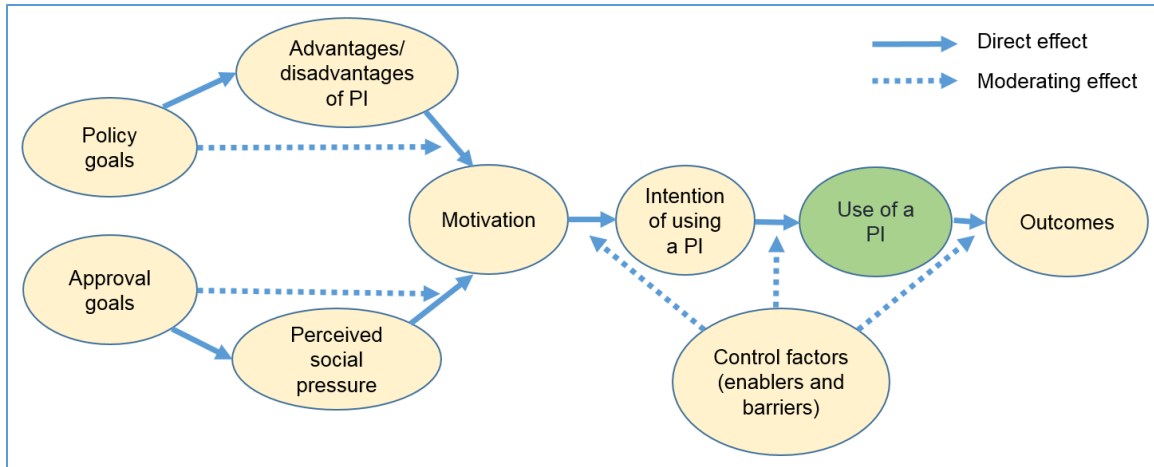 Direct effect
Moderating effect
Advantages/
disadvantages
of PI
Policy
goals
Motivation
Intention
of using
a PI
Use of a
PI
Outcomes
Approval
goals
Perceived
social
pressure
Control factors
(enablers and
barriers)